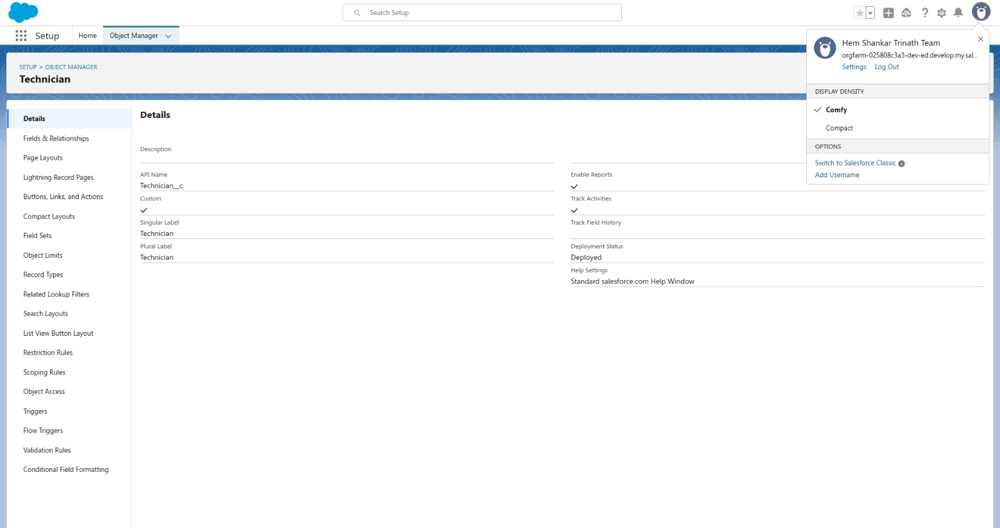 Search Setup
Setup
Home
Object Manager
SETUP > OBJECT MANAGER
Technician
Hem Shankar Trinath Team
orgfarm-025808c3a3-dev-ed.develop.my.sal...
Settings Log Out
DISPLAY DENSITY
Comfy
Compact
OPTIONS
Switch to Salesforce Classic
Add Username
Details
Fields & Relationships
Page Layouts
Lightning Record Pages
Buttons, Links, and Actions
Compact Layouts
Field Sets
Object Limits
Record Types
Related Lookup Filters
Search Layouts
List View Button Layout
Restriction Rules
Scoping Rules
Object Access
Triggers
Flow Triggers
Validation Rules
Conditional Field Formatting
Details
Description
API Name
Technician__c
Custom
Singular Label
Technician
Plural Label
Technician
Enable Reports
Track Activities
Track Field History
Deployment Status
Deployed
Help Settings
Standard salesforce.com Help Window